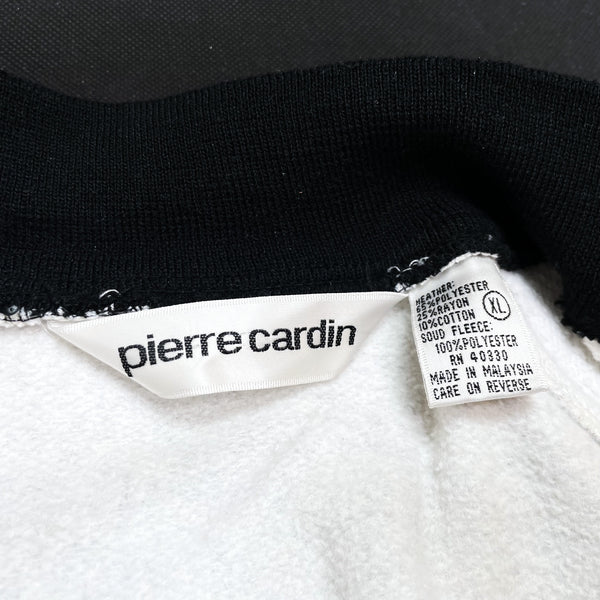 pierre cardin
HEATHER:
65%POLYESTER
25%RAYON
10%COTTON
XL
SOUD FLEECE:
100%POLYESTER
RN 40330
MADE IN MALAYSIA
CARE ON REVERSE